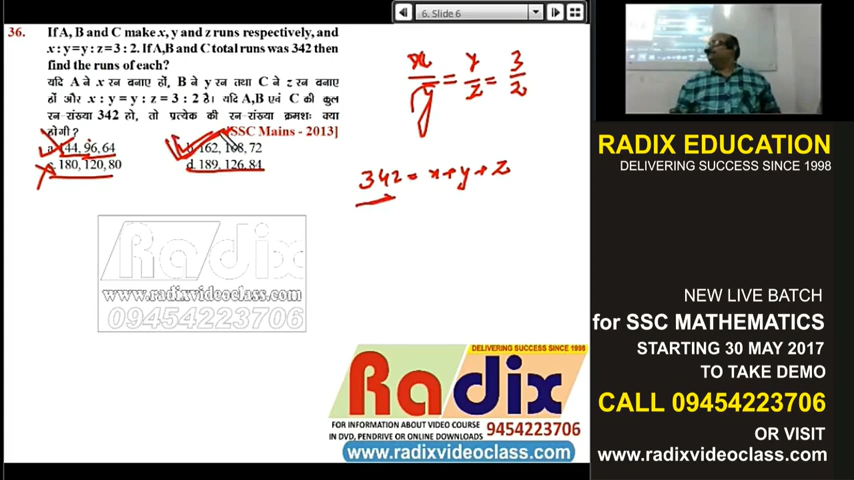 6. Slide 6
36. If A, B and C make x, y and z runs respectively, and
x : y = y : z = 3 : 2. If A,B and C total runs was 342 then
find the runs of each?
यदि A ने x रन बनाए हों, B ने y रन तथा C ने z रन बनाए
हों और x : y = y : z = 3 : 2 है। यदि A,B एवं C की कुल
रन-संख्या 342 हो, तो प्रत्येक की रन-संख्या क्रमशः क्या
होगी? [SSC Mains - 2013]
a. 144, 96, 64 b 162, 108, 72
c. 180, 120, 80 d 189, 126, 84
x/y = y/z = 3/2
342 = x + y + z
Radix
www.radixvideoclass.com
09454223706
DELIVERING SUCCESS SINCE 1998
Radix
FOR INFORMATION ABOUT VIDEO COURSE
IN DVD, PENDRIVE OR ONLINE DOWNLOADS 9454223706
www.radixvideoclass.com
RADIX EDUCATION
DELIVERING SUCCESS SINCE 1998
NEW LIVE BATCH
for SSC MATHEMATICS
STARTING 30 MAY 2017
TO TAKE DEMO
CALL 09454223706
OR VISIT
www.radixvideoclass.com